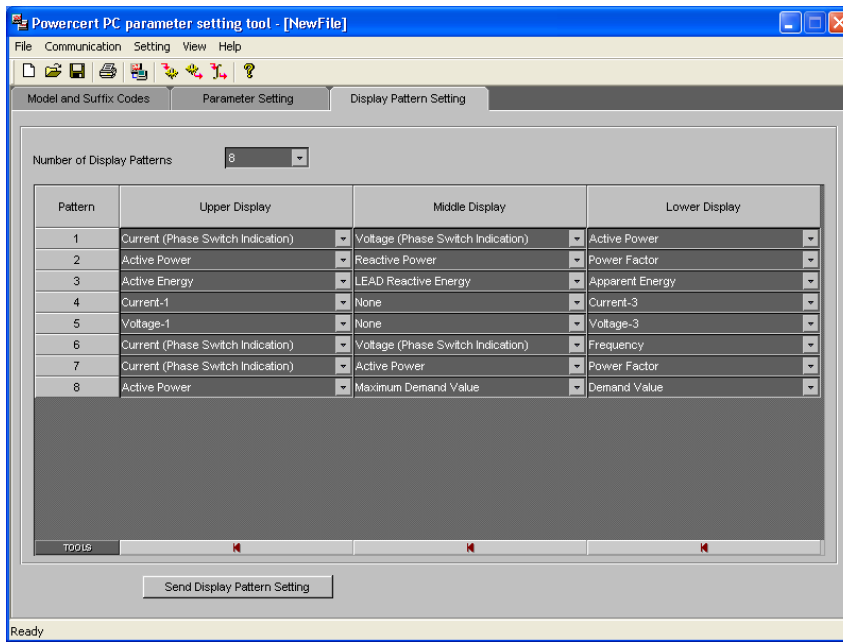 Powercert PC parameter setting tool - [NewFile]
File Communication Setting View Help
Model and Suffix Codes Parameter Setting Display Pattern Setting
Number of Display Patterns 8
Pattern Upper Display Middle Display Lower Display
1 Current (Phase Switch Indication) Voltage (Phase Switch Indication) Active Power
2 Active Power Reactive Power Power Factor
3 Active Energy LEAD Reactive Energy Apparent Energy
4 Current-1 None Current-3
5 Voltage-1 None Voltage-3
6 Current (Phase Switch Indication) Voltage (Phase Switch Indication) Frequency
7 Current (Phase Switch Indication) Active Power Power Factor
8 Active Power Maximum Demand Value Demand Value
TOOLS
Send Display Pattern Setting
Ready